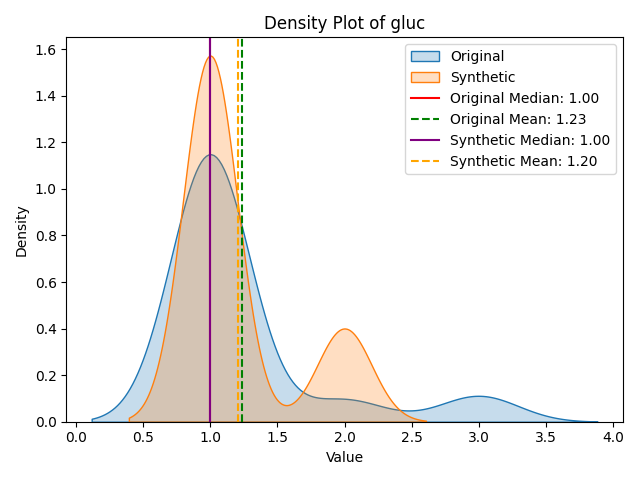 Density Plot of gluc
Original
Synthetic
Original Median: 1.00
Original Mean: 1.23
Synthetic Median: 1.00
Synthetic Mean: 1.20
Density
1.6
1.4
1.2
1.0
0.8
0.6
0.4
0.2
0.0
0.0 0.5 1.0 1.5 2.0 2.5 3.0 3.5 4.0
Value